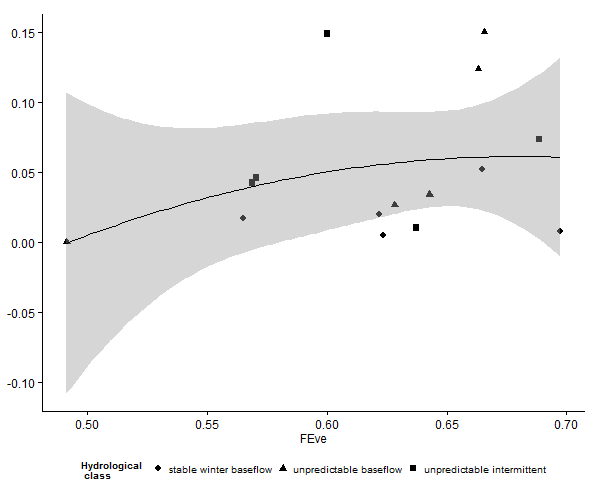 0.15
0.10
0.05
0.00
-0.05
-0.10
0.50 0.55 0.60 0.65 0.70
FEve
Hydrological
class
stable winter baseflow unpredictable baseflow unpredictable intermittent